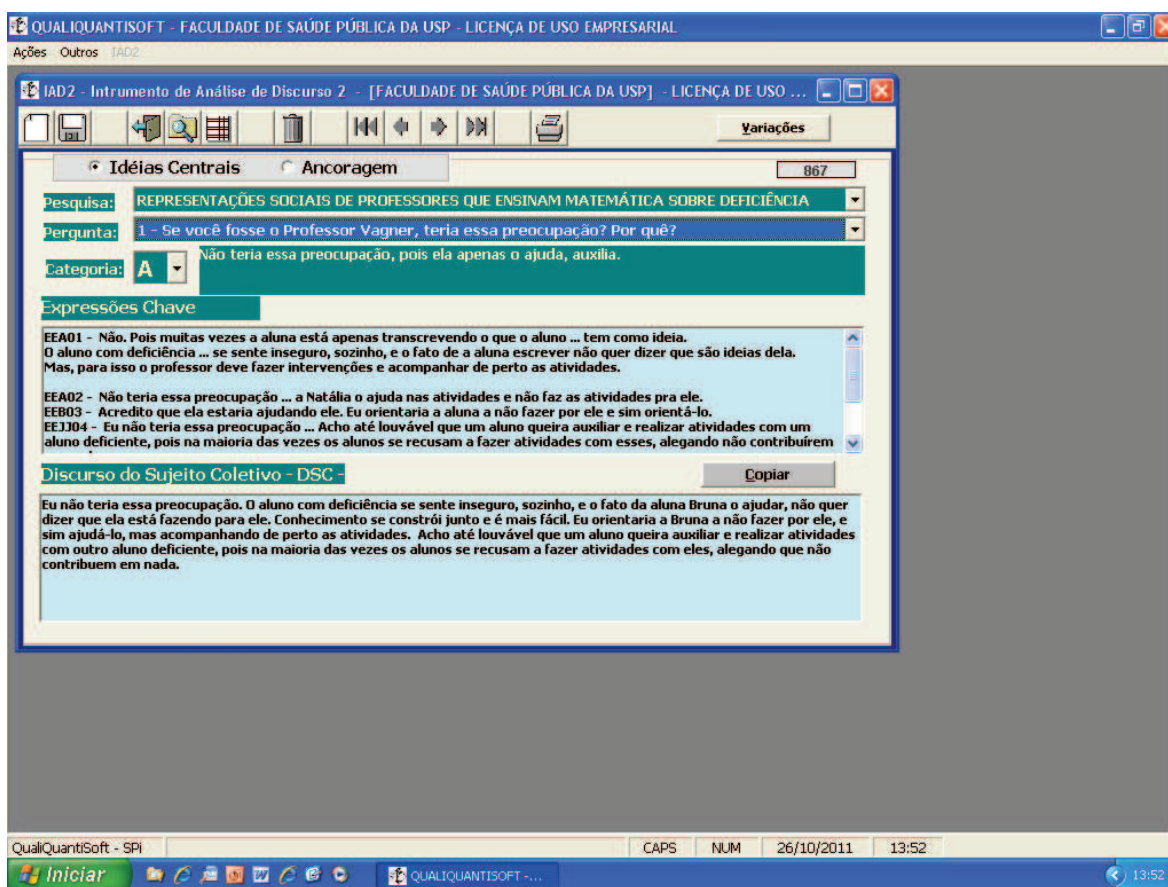 QUALIQUANTISOFT - FACULDADE DE SAÚDE PÚBLICA DA USP - LICENÇA DE USO EMPRESARIAL
Ações Outros IAD2
IAD2 - Intrumento de Análise de Discurso 2 - [FACULDADE DE SAÚDE PÚBLICA DA USP] - LICENÇA DE USO ...
Variações
Idéias Centrais Ancoragem 867
Pesquisa: REPRESENTAÇÕES SOCIAIS DE PROFESSORES QUE ENSINAM MATEMÁTICA SOBRE DEFICIÊNCIA
Pergunta: 1 - Se você fosse o Professor Vagner, teria essa preocupação? Por quê?
Categoria: A Não teria essa preocupação, pois ela apenas o ajuda, auxilia.
Expressões Chave
EEA01 - Não. Pois muitas vezes a aluna está apenas transcrevendo o que o aluno ... tem como ideia.
O aluno com deficiência ... se sente inseguro, sozinho, e o fato de a aluna escrever não quer dizer que são ideias dela.
Mas, para isso o professor deve fazer intervenções e acompanhar de perto as atividades.
EEA02 - Não teria essa preocupação ... a Natália o ajuda nas atividades e não faz as atividades pra ele.
EEB03 - Acredito que ela estaria ajudando ele. Eu orientaria a aluna a não fazer por ele e sim orientá-lo.
EEJJ04 - Eu não teria essa preocupação ... Acho até louvável que um aluno queira auxiliar e realizar atividades com um
aluno deficiente, pois na maioria das vezes os alunos se recusam a fazer atividades com esses, alegando não contribuírem
Discurso do Sujeito Coletivo - DSC -
Copiar
Eu não teria essa preocupação. O aluno com deficiência se sente inseguro, sozinho, e o fato da aluna Bruna o ajudar, não quer
dizer que ela está fazendo para ele. Conhecimento se constrói junto e é mais fácil. Eu orientaria a Bruna a não fazer por ele, e
sim ajudá-lo, mas acompanhando de perto as atividades. Acho até louvável que um aluno queira auxiliar e realizar atividades
com outro aluno deficiente, pois na maioria das vezes os alunos se recusam a fazer atividades com eles, alegando que não
contribuem em nada.
QualiQuantiSoft - SPi CAPS NUM 26/10/2011 13:52
Iniciar QUALIQUANTISOFT -... 13:52